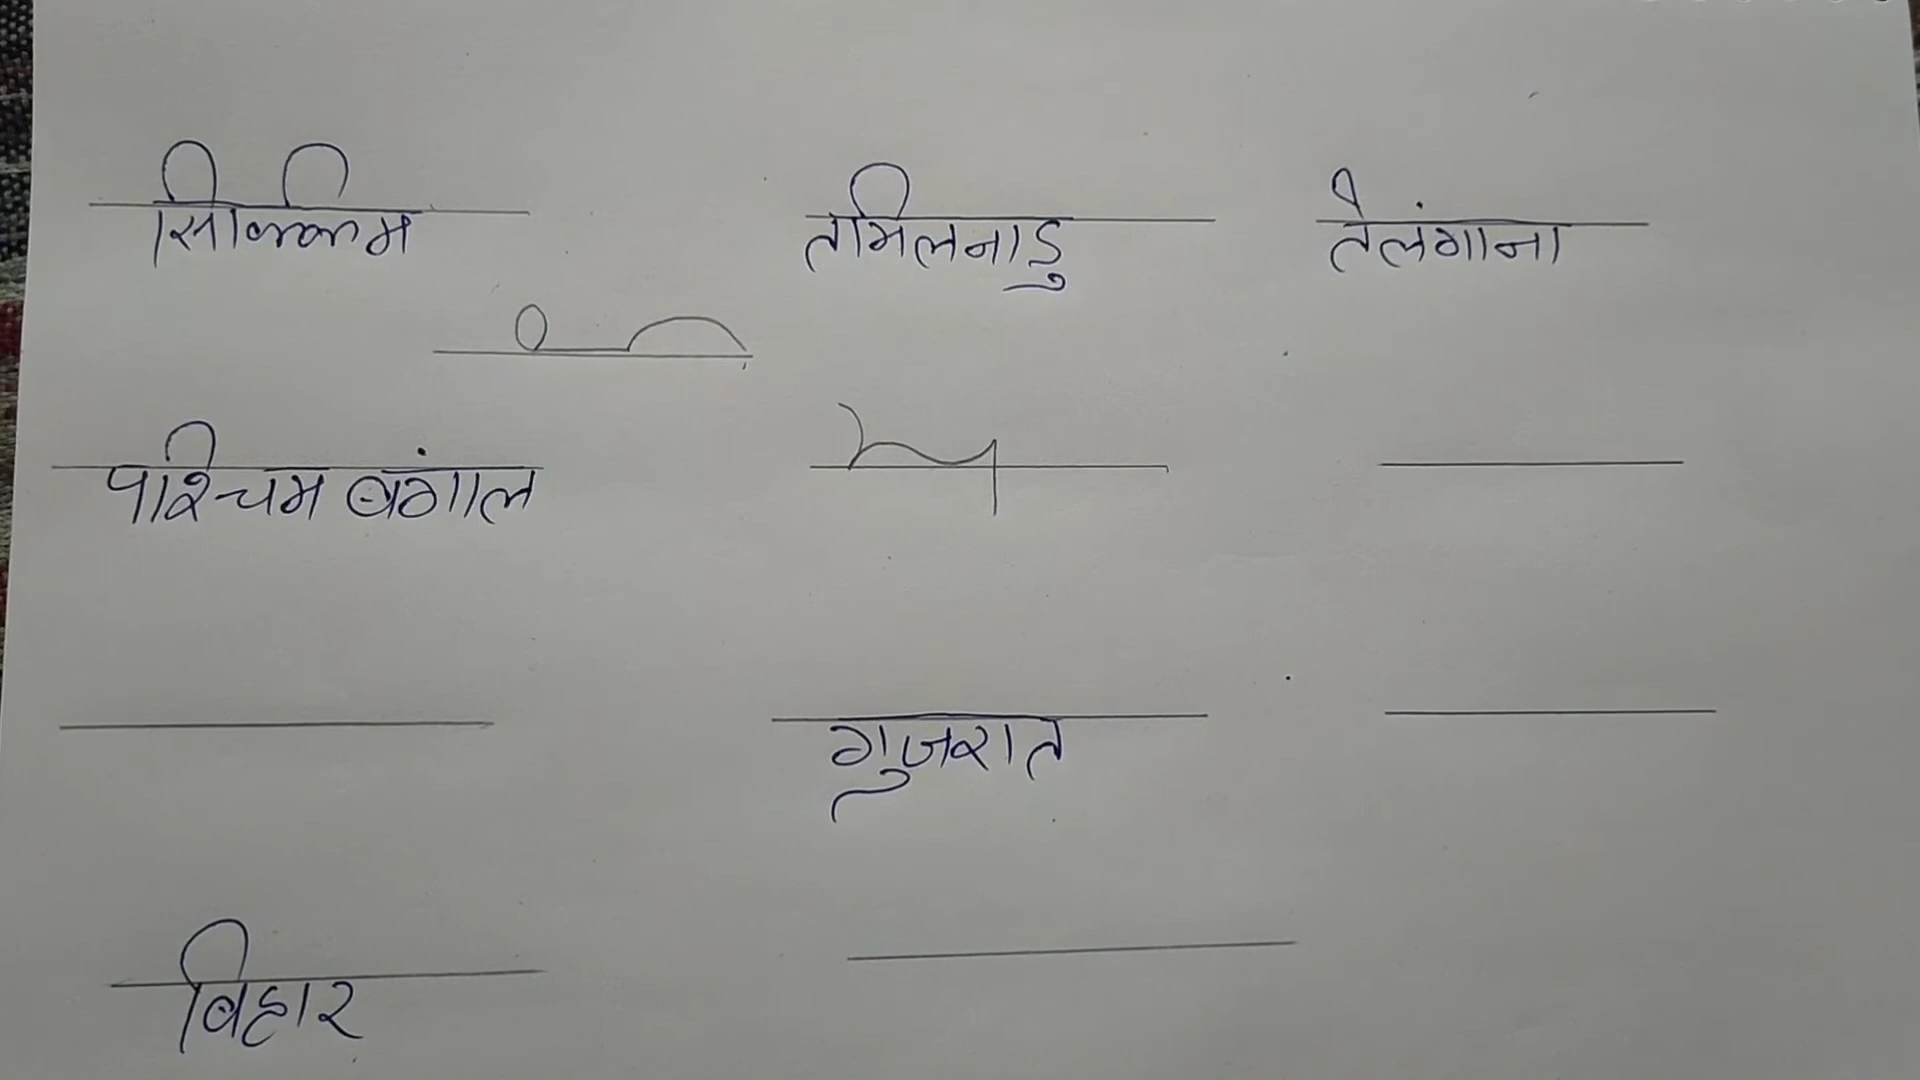 सिक्किम तमिलनाडु तेलंगाना
पश्चिम बंगाल
गुजरात
बिहार